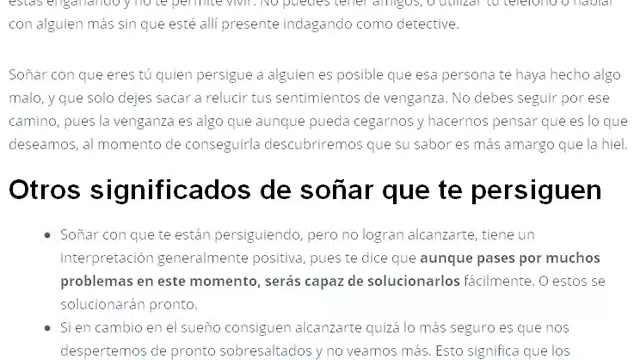 estás engañando y no te permite vivir. No puedes tener amigos, o utilizar tu teléfono o hablar
con alguien más sin que esté allí presente indagando como detective.
Soñar con que eres tú quien persigue a alguien es posible que esa persona te haya hecho algo
malo, y que solo dejes sacar a relucir tus sentimientos de venganza. No debes seguir por ese
camino, pues la venganza es algo que aunque pueda cegarnos y hacernos pensar que es lo que
deseamos, al momento de conseguirla descubriremos que su sabor es más amargo que la hiel.
Otros significados de soñar que te persiguen
• Soñar con que te están persiguiendo, pero no logran alcanzarte, tiene un
interpretación generalmente positiva, pues te dice que aunque pases por muchos
problemas en este momento, serás capaz de solucionarlos fácilmente. O estos se
solucionarán pronto.
• Si en cambio en el sueño consiguen alcanzarte quizá lo más seguro es que nos
despertemos de pronto sobresaltados y no veamos más. Esto significa que los